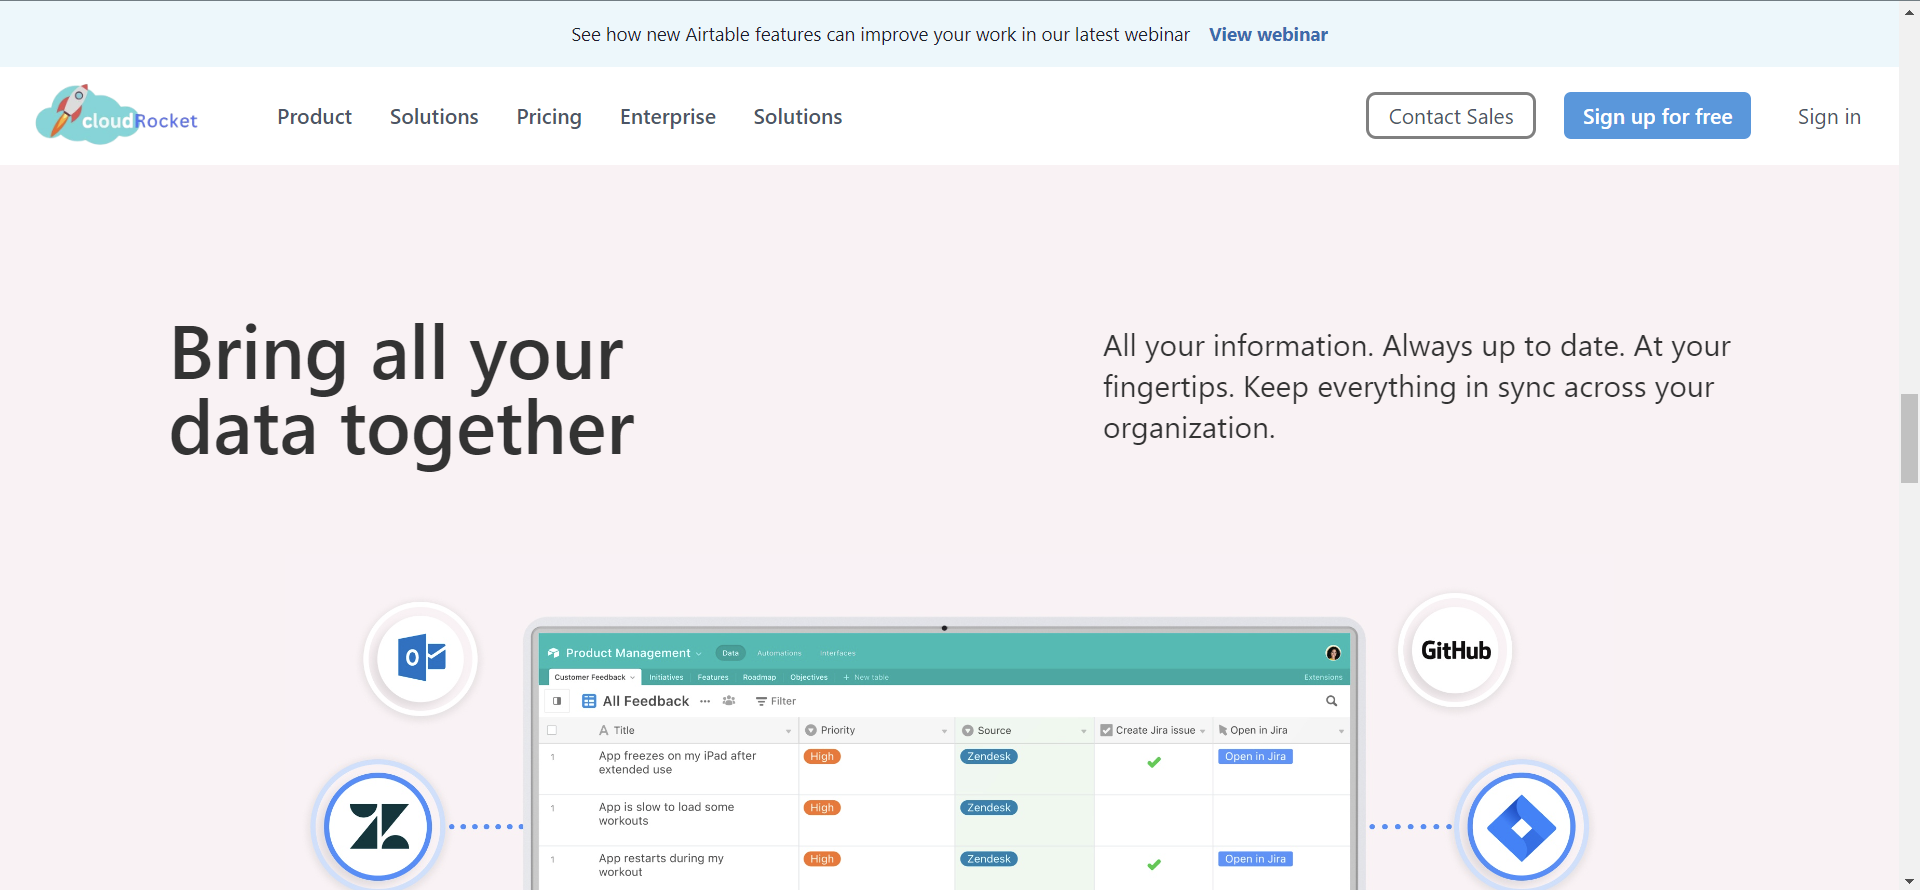 See how new Airtable features can improve your work in our latest webinar View webinar
cloudRocket Product Solutions Pricing Enterprise Solutions Contact Sales Sign up for free Sign in
Bring all your
data together
All your information. Always up to date. At your
fingertips. Keep everything in sync across your
organization.
GitHub
Product Management Data Automations Interfaces
Customer Feedback Initiatives Features Roadmap Objectives + New table Extensions
All Feedback ... Filter
A Title Priority Source Create Jira issue Open in Jira
1 App freezes on my iPad after High Zendesk Open in Jira
extended use
1 App is slow to load some High Zendesk
workouts
1 App restarts during my High Zendesk Open in Jira
workout